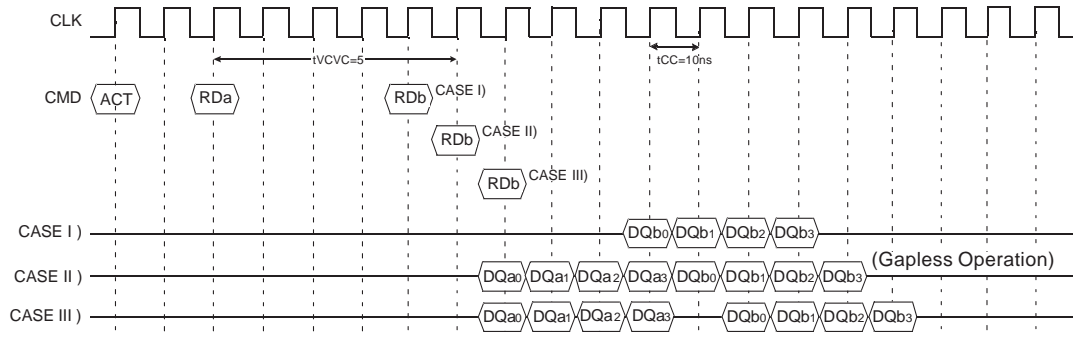 CLK
tVCVC=5
tCC=10ns
CMD ACT RDa RDb CASE I)
RDb CASE II)
RDb CASE III)
CASE I ) DQb0 DQb1 DQb2 DQb3
(Gapless Operation)
CASE II ) DQa0 DQa1 DQa2 DQa3 DQb0 DQb1 DQb2 DQb3
CASE III ) DQa0 DQa1 DQa2 DQa3 DQb0 DQb1 DQb2 DQb3